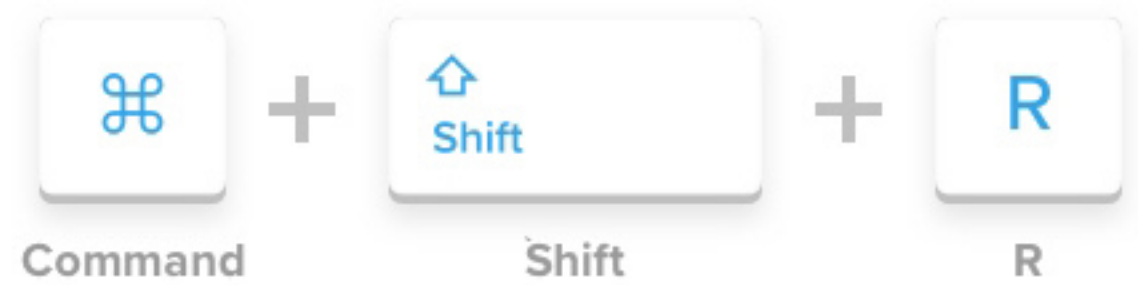 ⌘ + ⇧ + R
Shift
Command Shift R